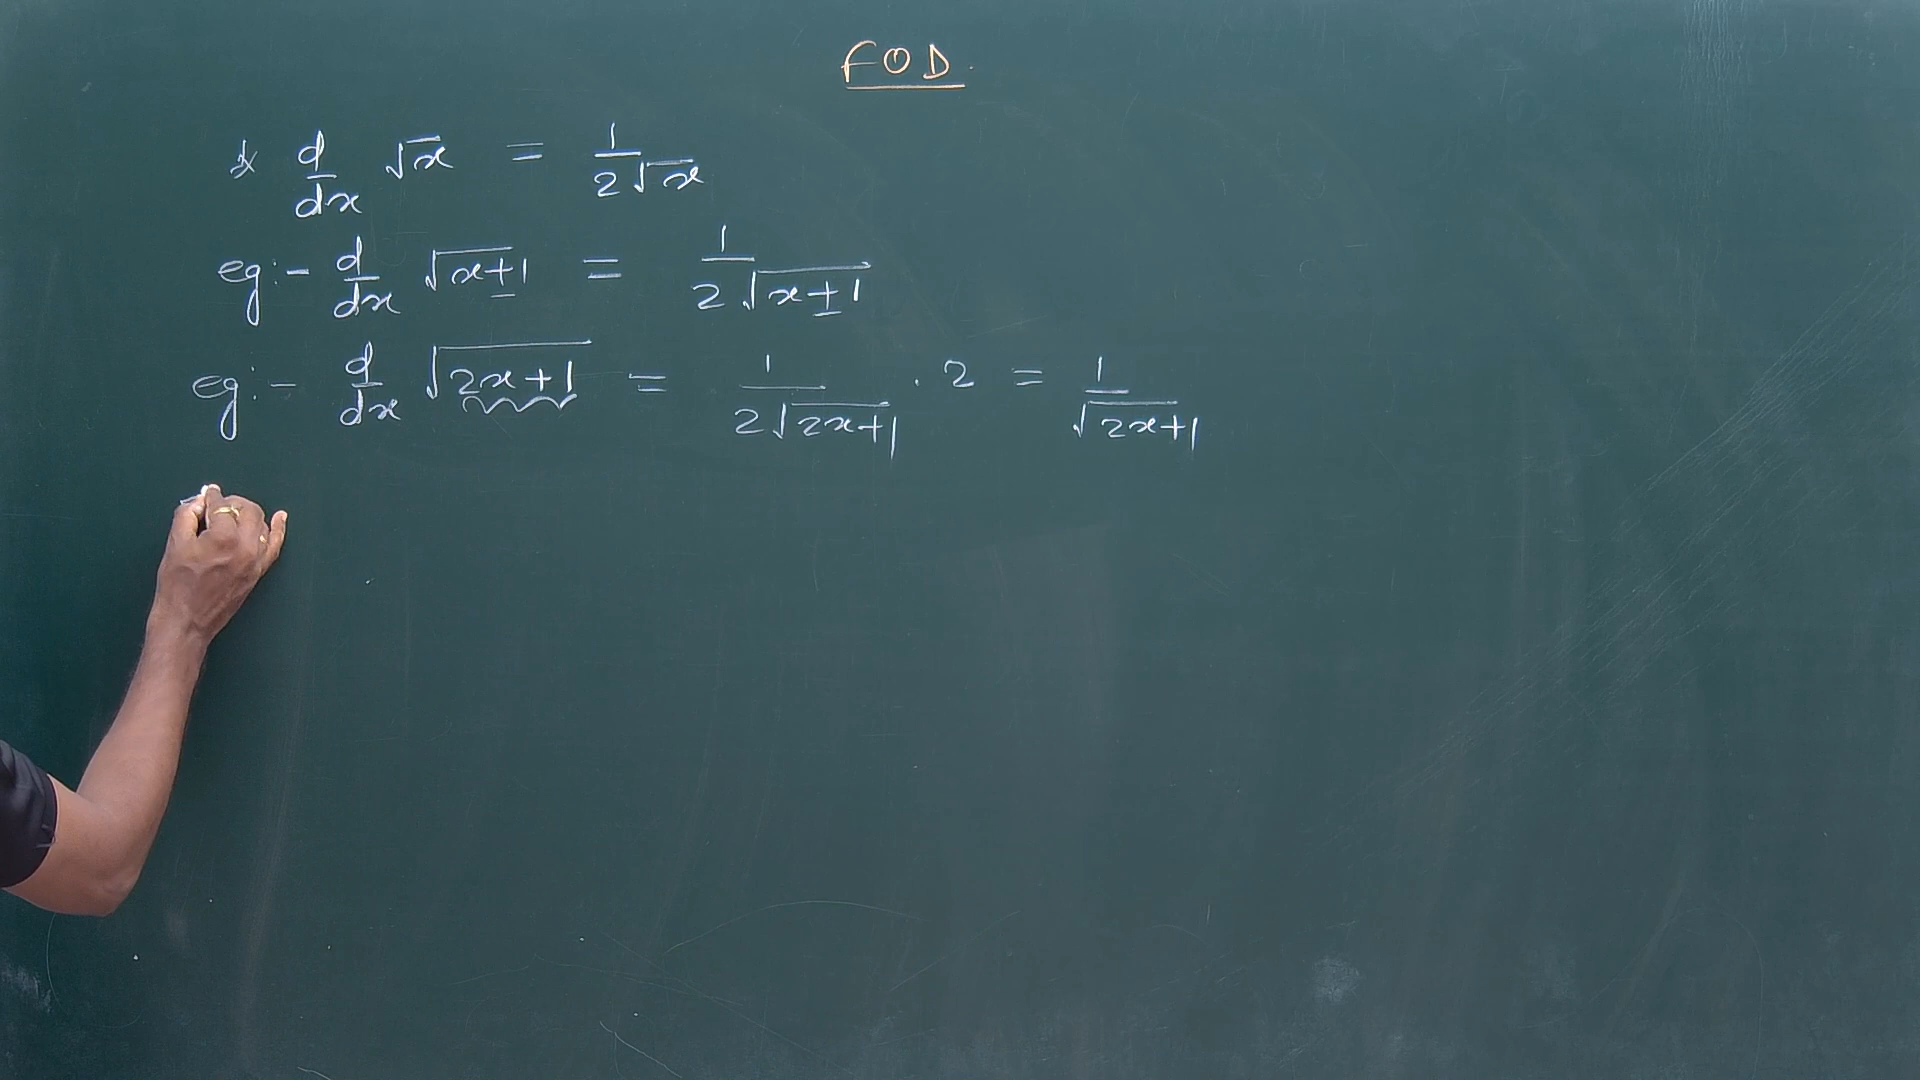 FOD.
* d/dx √x = 1/2√x
eg:- d/dx √x+1 = 1/2√x+1
eg:- d/dx √2x+1 = 1/2√2x+1 . 2 = 1/√2x+1